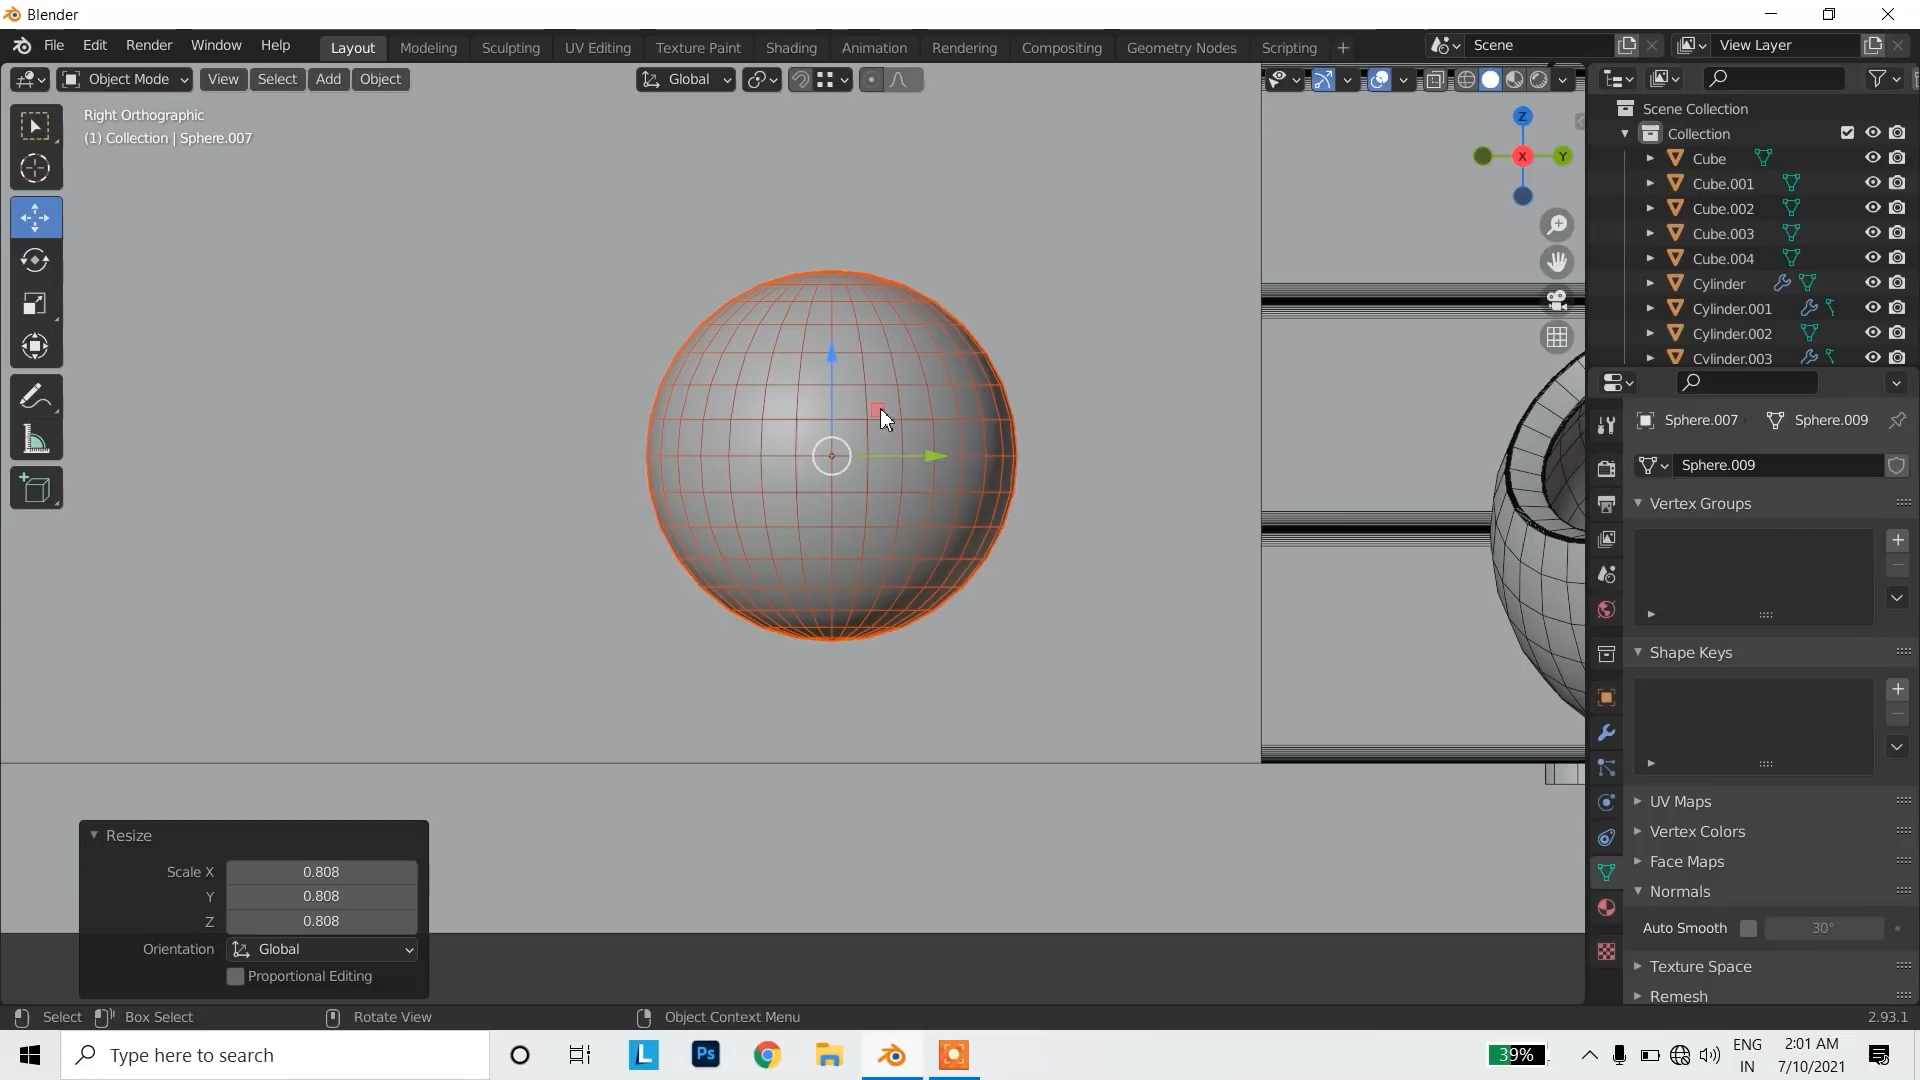 Blender
File Edit Render Window Help Layout Modeling Sculpting UV Editing Texture Paint Shading Animation Rendering Compositing Geometry Nodes Scripting + Scene View Layer
Object Mode View Select Add Object Global
Right Orthographic
(1) Collection | Sphere.007
Z
X Y
Scene Collection
Collection
Cube
Cube.001
Cube.002
Cube.003
Cube.004
Cylinder
Cylinder.001
Cylinder.002
Cylinder.003
Sphere.007 Sphere.009
Sphere.009
Vertex Groups
Shape Keys
UV Maps
Vertex Colors
Face Maps
Normals
Auto Smooth 30°
Texture Space
Remesh
Resize
Scale X 0.808
Y 0.808
Z 0.808
Orientation Global
Proportional Editing
Select Box Select Rotate View Object Context Menu 2.93.1
Type here to search
L Ps
39%
ENG
IN
2:01 AM
7/10/2021